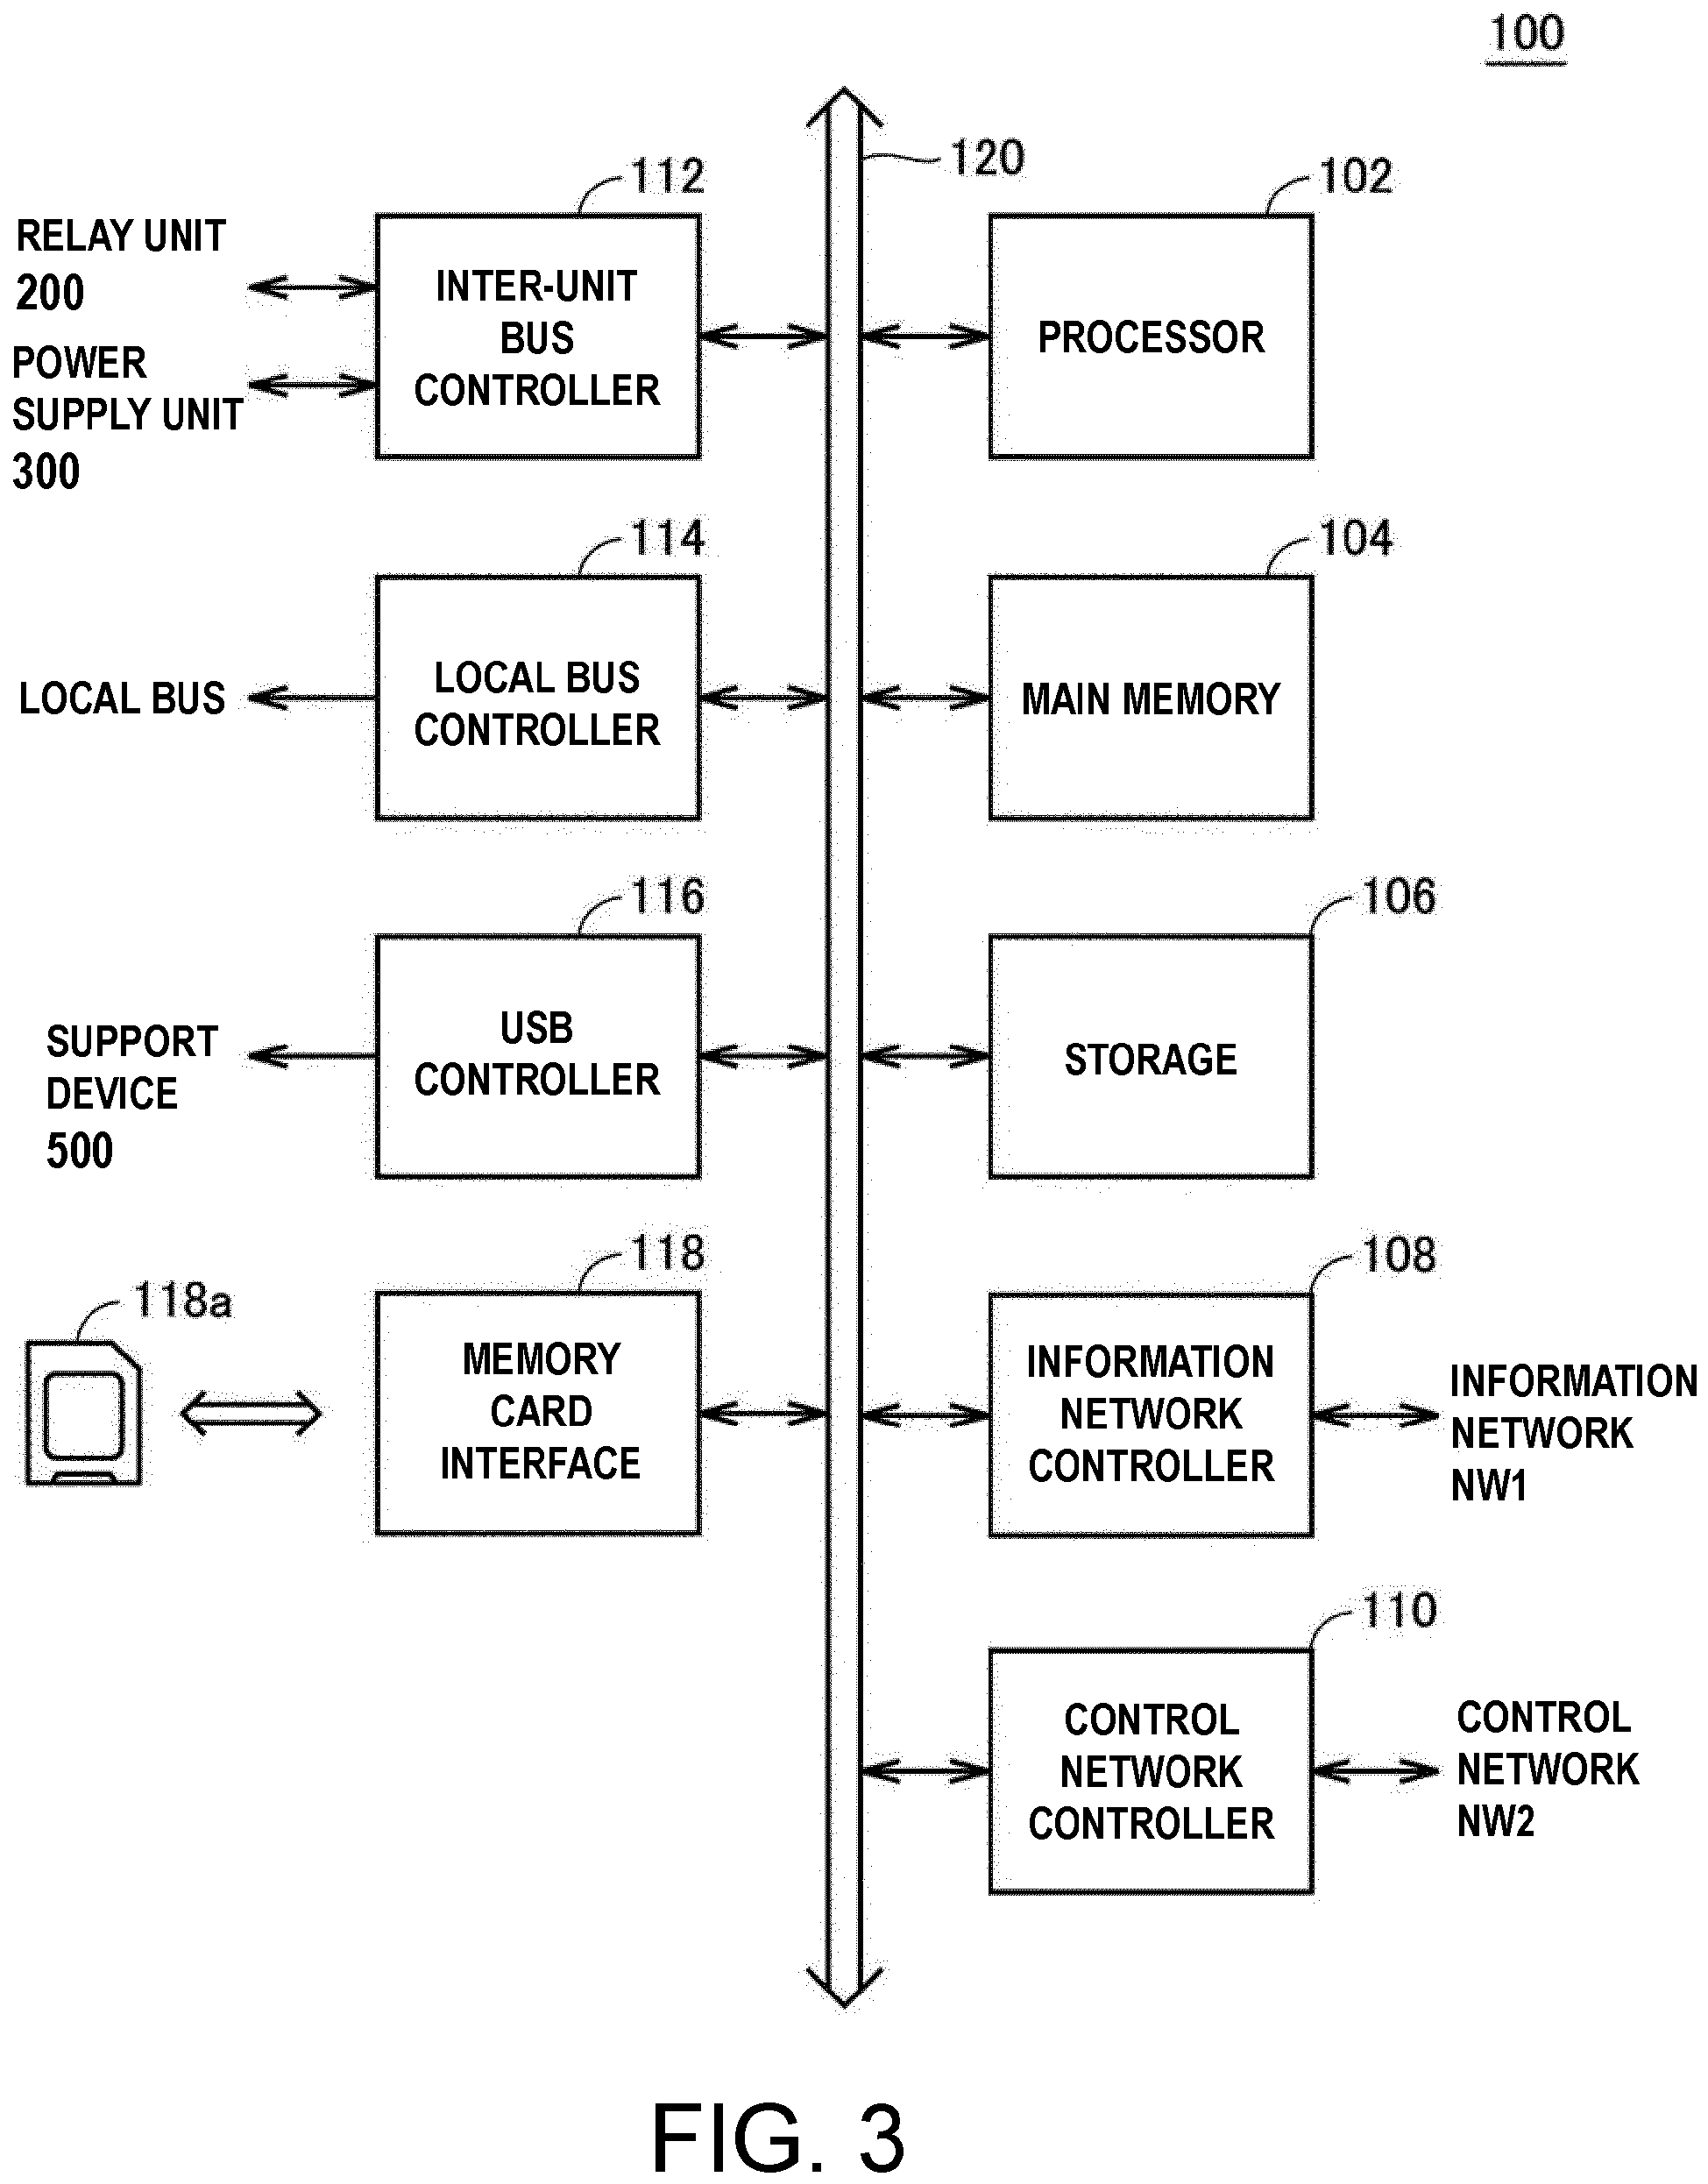 100
120
112
102
RELAY UNIT
200
POWER
SUPPLY UNIT
300
INTER-UNIT
BUS
CONTROLLER
PROCESSOR
114
104
LOCAL BUS
LOCAL BUS
CONTROLLER
MAIN MEMORY
116
106
SUPPORT
DEVICE
500
USB
CONTROLLER
STORAGE
118
108
118a
MEMORY
CARD
INTERFACE
INFORMATION
NETWORK
CONTROLLER
INFORMATION
NETWORK
NW1
110
CONTROL
NETWORK
CONTROLLER
CONTROL
NETWORK
NW2
FIG. 3